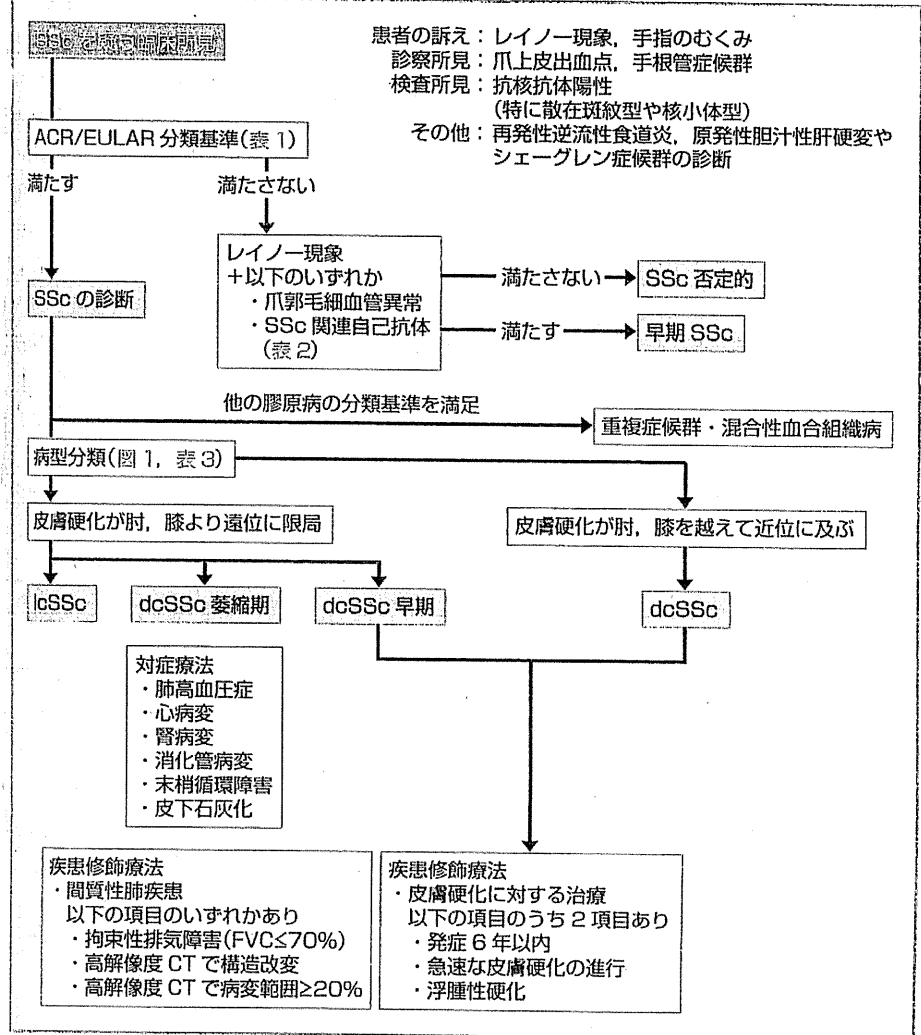 SSc を疑う臨床所見
患者の訴え：レイノー現象，手指のむくみ
診察所見：爪上皮出血点，手根管症候群
検査所見：抗核抗体陽性
(特に散在斑紋型や核小体型)
その他：再発性逆流性食道炎，原発性胆汁性肝硬変や
シェーグレン症候群の診断
ACR/EULAR 分類基準(表 1)
満たす
満たさない
レイノー現象
＋以下のいずれか
・爪郭毛細血管異常
・SSc 関連自己抗体
(表 2)
満たさない
SSc 否定的
満たす
早期 SSc
SSc の診断
他の膠原病の分類基準を満足
重複症候群・混合性血合組織病
病型分類(図 1，表 3)
皮膚硬化が肘，膝より遠位に限局
皮膚硬化が肘，膝を越えて近位に及ぶ
lcSSc
dcSSc 萎縮期
dcSSc 早期
dcSSc
対症療法
・肺高血圧症
・心病変
・腎病変
・消化管病変
・末梢循環障害
・皮下石灰化
疾患修飾療法
・間質性肺疾患
以下の項目のいずれかあり
・拘束性排気障害(FVC≤70%)
・高解像度 CT で構造改変
・高解像度 CT で病変範囲≥20%
疾患修飾療法
・皮膚硬化に対する治療
以下の項目のうち 2 項目あり
・発症 6 年以内
・急速な皮膚硬化の進行
・浮腫性硬化